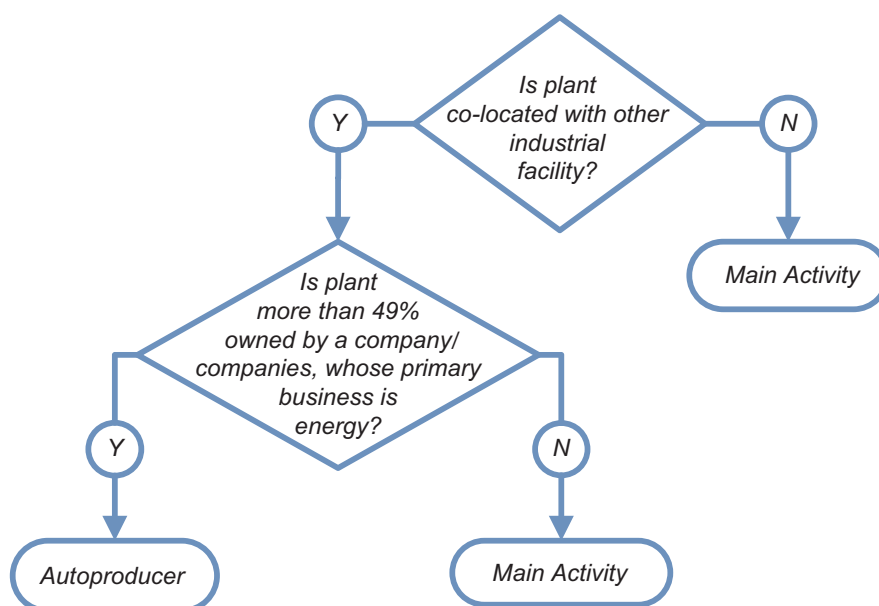 Is plant
co-located with other
industrial
facility?
Y
N
Main Activity
Is plant
more than 49%
owned by a company/
companies, whose primary
business is
energy?
Y
N
Autoproducer
Main Activity